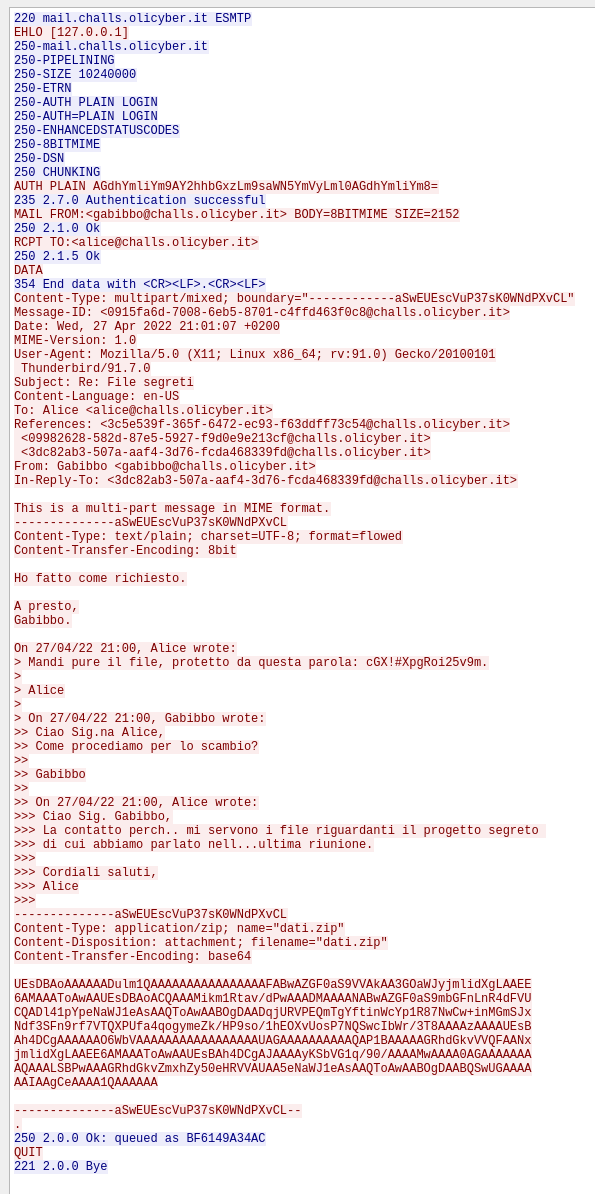 220 mail.challs.olicyber.it ESMTP
EHLO [127.0.0.1]
250-mail.challs.olicyber.it
250-PIPELINING
250-SIZE 10240000
250-ETRN
250-AUTH PLAIN LOGIN
250-AUTH=PLAIN LOGIN
250-ENHANCEDSTATUSCODES
250-8BITMIME
250-DSN
250 CHUNKING
AUTH PLAIN AGdhYmliYm9AY2hhbGxzLm9saWN5YmVyLml0AGdhYmliYm8=
235 2.7.0 Authentication successful
MAIL FROM:<gabibbo@challs.olicyber.it> BODY=8BITMIME SIZE=2152
250 2.1.0 Ok
RCPT TO:<alice@challs.olicyber.it>
250 2.1.5 Ok
DATA
354 End data with <CR><LF>.<CR><LF>
Content-Type: multipart/mixed; boundary="------------aSwEUEscVuP37sK0WNdPXvCL"
Message-ID: <0915fa6d-7008-6eb5-8701-c4ffd463f0c8@challs.olicyber.it>
Date: Wed, 27 Apr 2022 21:01:07 +0200
MIME-Version: 1.0
User-Agent: Mozilla/5.0 (X11; Linux x86_64; rv:91.0) Gecko/20100101
 Thunderbird/91.7.0
Subject: Re: File segreti
Content-Language: en-US
To: Alice <alice@challs.olicyber.it>
References: <3c5e539f-365f-6472-ec93-f63ddff73c54@challs.olicyber.it>
 <09982628-582d-87e5-5927-f9d0e9e213cf@challs.olicyber.it>
 <3dc82ab3-507a-aaf4-3d76-fcda468339fd@challs.olicyber.it>
From: Gabibbo <gabibbo@challs.olicyber.it>
In-Reply-To: <3dc82ab3-507a-aaf4-3d76-fcda468339fd@challs.olicyber.it>

This is a multi-part message in MIME format.
--------------aSwEUEscVuP37sK0WNdPXvCL
Content-Type: text/plain; charset=UTF-8; format=flowed
Content-Transfer-Encoding: 8bit

Ho fatto come richiesto.

A presto,
Gabibbo.

On 27/04/22 21:00, Alice wrote:
> Mandi pure il file, protetto da questa parola: cGX!#XpgRoi25v9m.
>
> Alice
>
> On 27/04/22 21:00, Gabibbo wrote:
>> Ciao Sig.na Alice,
>> Come procediamo per lo scambio?
>>
>> Gabibbo
>>
>> On 27/04/22 21:00, Alice wrote:
>>> Ciao Sig. Gabibbo,
>>> La contatto perch.. mi servono i file riguardanti il progetto segreto
>>> di cui abbiamo parlato nell...ultima riunione.
>>>
>>> Cordiali saluti,
>>> Alice
>>>
--------------aSwEUEscVuP37sK0WNdPXvCL
Content-Type: application/zip; name="dati.zip"
Content-Disposition: attachment; filename="dati.zip"
Content-Transfer-Encoding: base64

UEsDBAoAAAAAADulm1QAAAAAAAAAAAAAAAAFABwAZGF0aS9VVAkAA3GOaWJyjmlidXgLAAEE
6AMAAAToAwAAUEsDBAoACQAAAMikm1Rtav/dPwAAADMAAAANABwAZGF0aS9mbGFnLnR4dFVU
CQADl41pYpeNaWJ1eAsAAQToAwAABOgDAADqjURVPEQmTgYftinWcYp1R87NwCw+inMGmSJx
Ndf3SFn9rf7VTQXPUfa4qogymeZk/HP9so/1hEOXvUosP7NQSwcIbWr/3T8AAAAzAAAAUEsB
Ah4DCgAAAAAAO6WbVAAAAAAAAAAAAAAAAAUAGAAAAAAAAAAQAP1BAAAAAGRhdGkvVVQFAANx
jmlidXgLAAEE6AMAAAToAwAAUEsBAh4DCgAJAAAAyKSbVG1q/90/AAAAMwAAAA0AGAAAAAAA
AQAAALSBPwAAAGRhdGkvZmxhZy50eHRVVAUAA5eNaWJ1eAsAAQToAwAABOgDAABQSwUGAAAA
AAIAAgCeAAAA1QAAAAAA

--------------aSwEUEscVuP37sK0WNdPXvCL--
.
250 2.0.0 Ok: queued as BF6149A34AC
QUIT
221 2.0.0 Bye